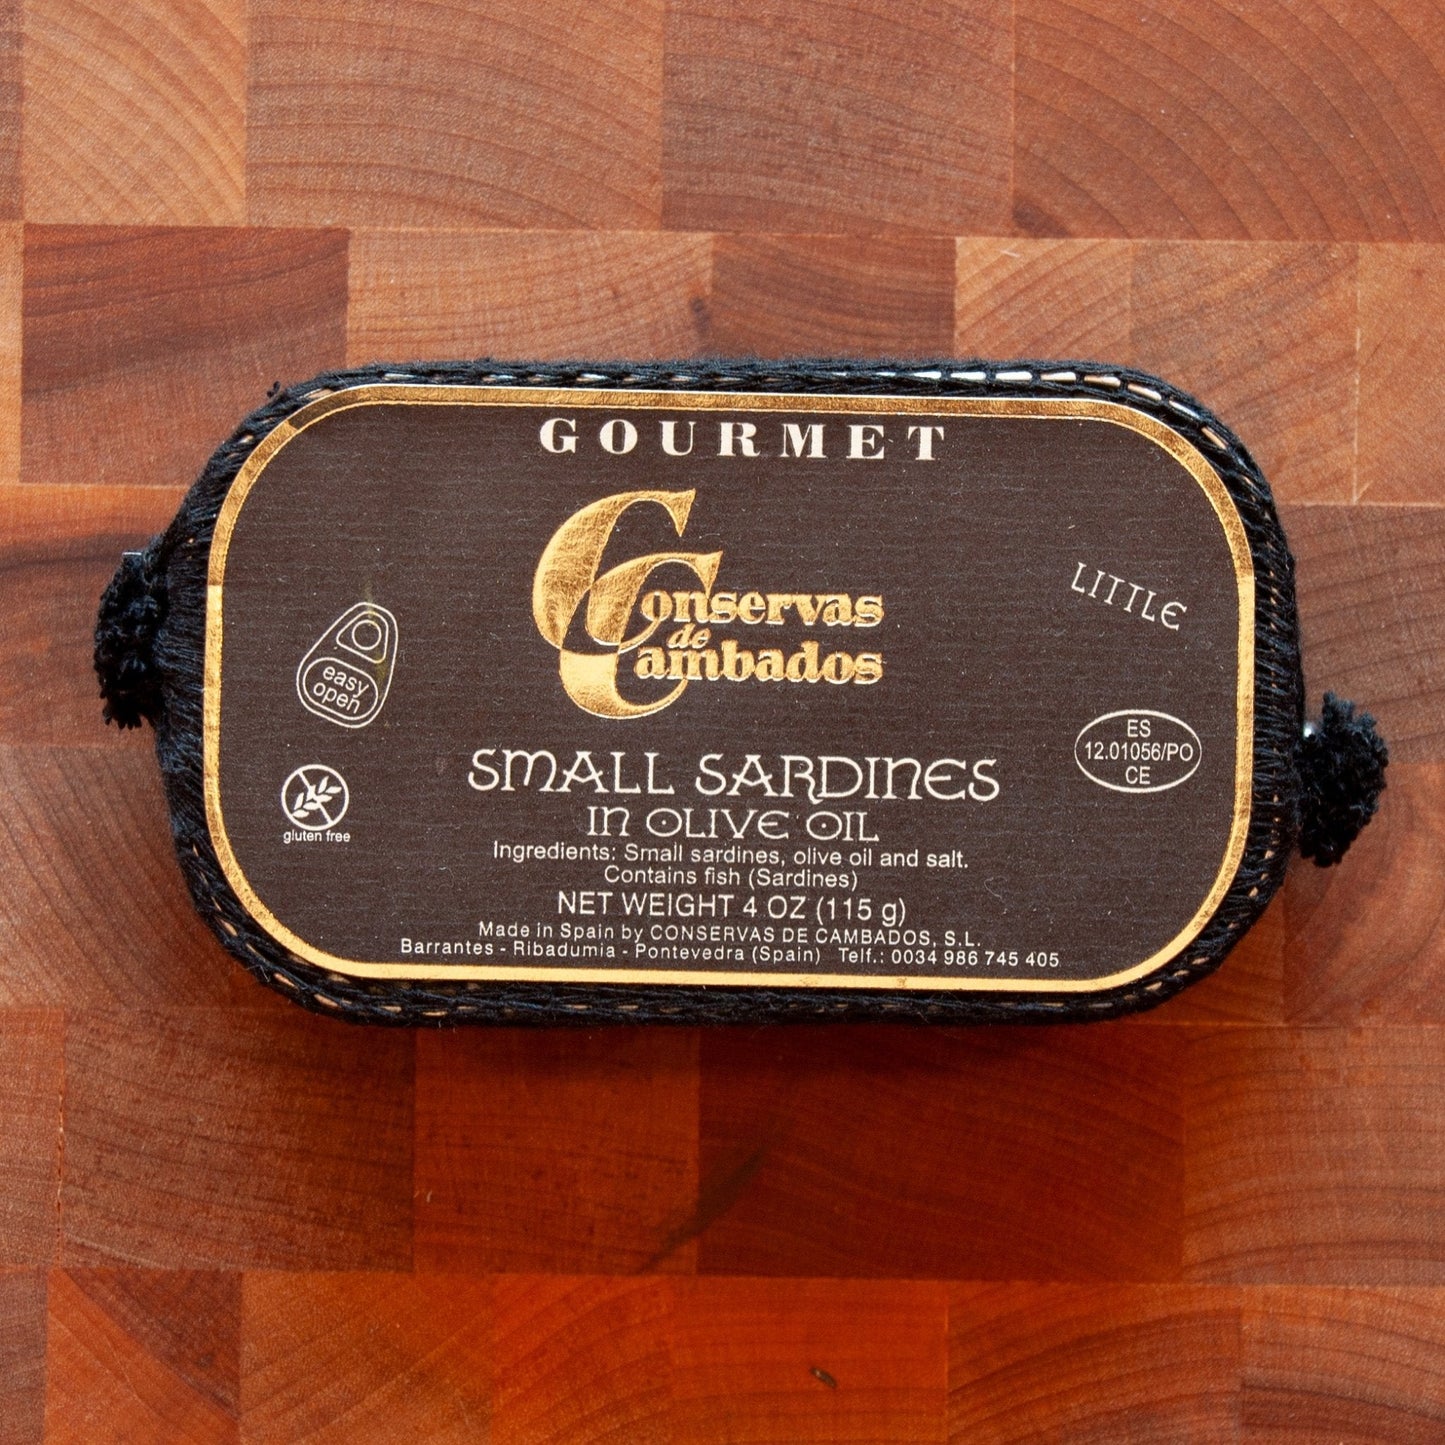 GOURMET
Conservas
de
Cambados
LITTLE
easy
open
ES
12.01056/PO
CE
gluten free
SMALL SARDINES
IN OLIVE OIL
Ingredients: Small sardines, olive oil and salt.
Contains fish (Sardines)
NET WEIGHT 4 OZ (115 g)
Made in Spain by CONSERVAS DE CAMBADOS, S.L.
Barrantes - Ribadumia - Pontevedra (Spain) Telf.: 0034 986 745 405